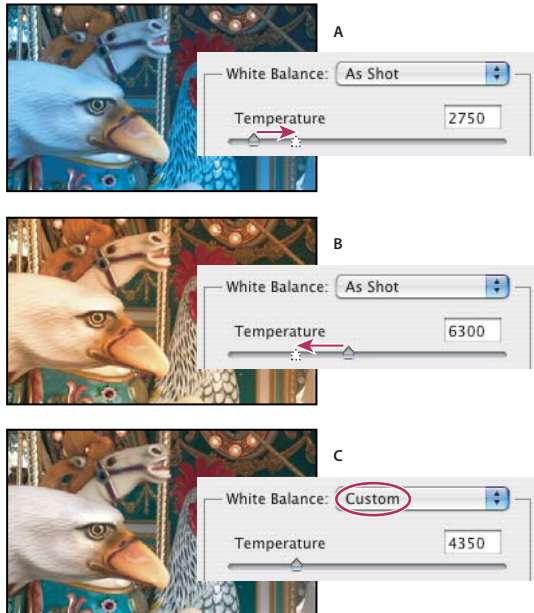 A
White Balance: As Shot
Temperature 2750
B
White Balance: As Shot
Temperature 6300
C
White Balance: Custom
Temperature 4350